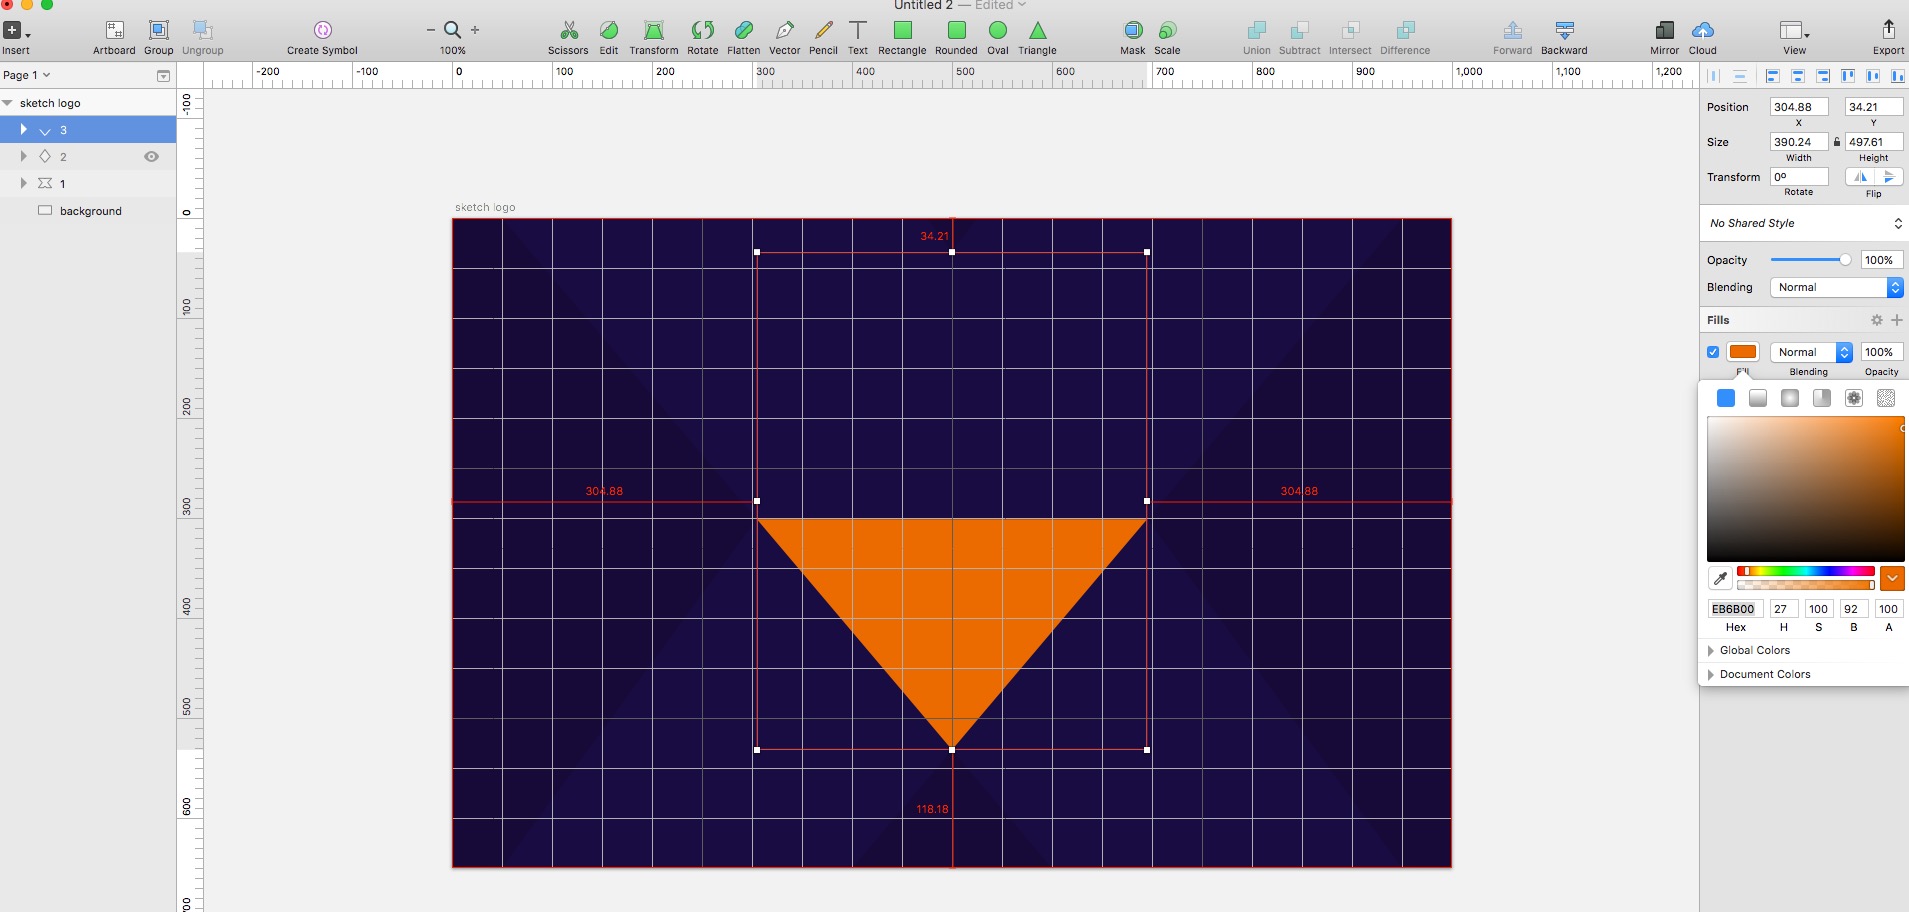 Untitled 2 — Edited
Insert
Artboard Group Ungroup
Create Symbol
100%
Scissors Edit Transform Rotate Flatten Vector Pencil Text Rectangle Rounded Oval Triangle
Mask Scale
Union Subtract Intersect Difference
Forward Backward
Mirror Cloud
View
Export
Page 1
-200 -100 0 100 200 300 400 500 600 700 800 900 1,000 1,100 1,200
sketch logo
3
2
1
background
-100
0
100
200
300
400
500
600
sketch logo
34.21
304.88
304.88
118.18
Position 304.88 34.21
X Y
Size 390.24 497.61
Width Height
Transform 0º
Rotate Flip
No Shared Style
Opacity 100%
Blending Normal
Fills
Normal 100%
Fill Blending Opacity
EB6B00 27 100 92 100
Hex H S B A
Global Colors
Document Colors